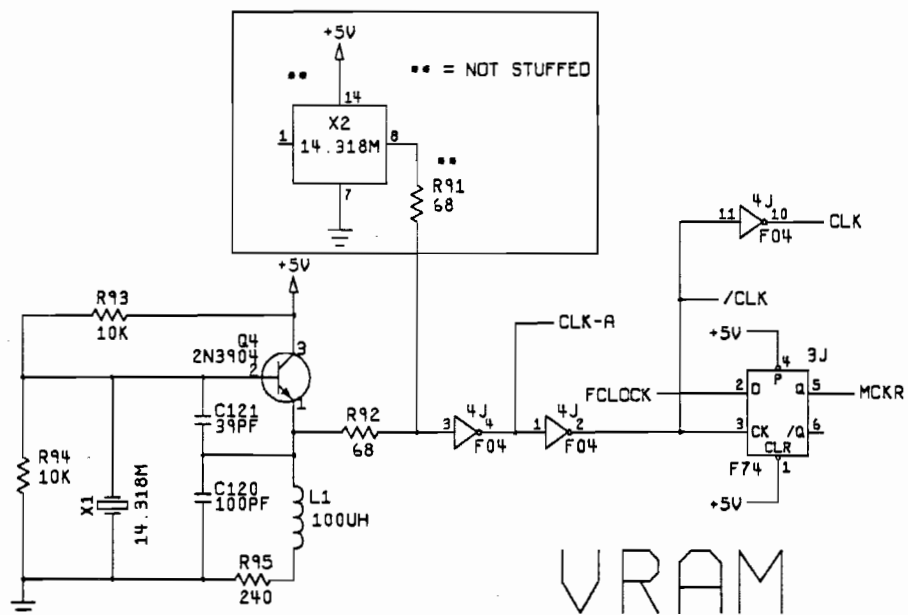 +5V
** = NOT STUFFED
**
14
1
X2
14.318M
8
**
7
R91
68
4J
11
10
CLK
F04
+5V
R93
10K
Q4
2N3904
3
2
1
CLK-A
/CLK
+5V
4
3J
P
FCLOCK
2
D
Q
5
MCKR
C121
39PF
R92
68
3
4J
4
F04
1
4J
2
F04
3
CK
/Q
6
CLR
F74
1
+5V
R94
10K
X1
14.318M
C120
100PF
L1
100UH
R95
240
VRAM